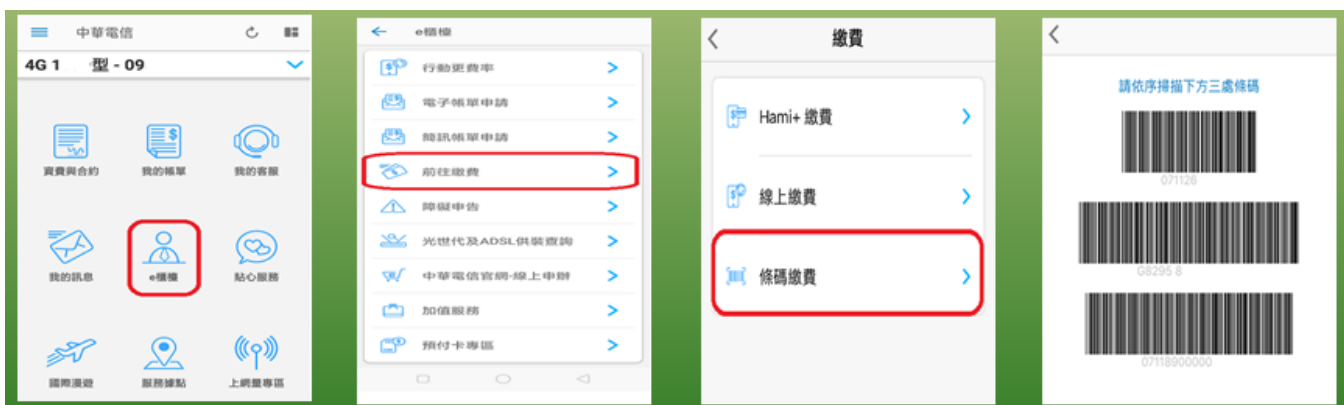 中華電信
4G 1 型 - 09
資費與合約
我的帳單
我的客服
我的訊息
e櫃檯
貼心服務
國際漫遊
服務據點
上網量專區
e櫃檯
行動更費率
電子帳單申請
簡訊帳單申請
前往繳費
障礙申告
光世代及ADSL供裝查詢
中華電信官網-線上申辦
加值服務
預付卡專區
繳費
Hami+ 繳費
線上繳費
條碼繳費
請依序掃描下方三處條碼
071126
G8295 8
07118900000